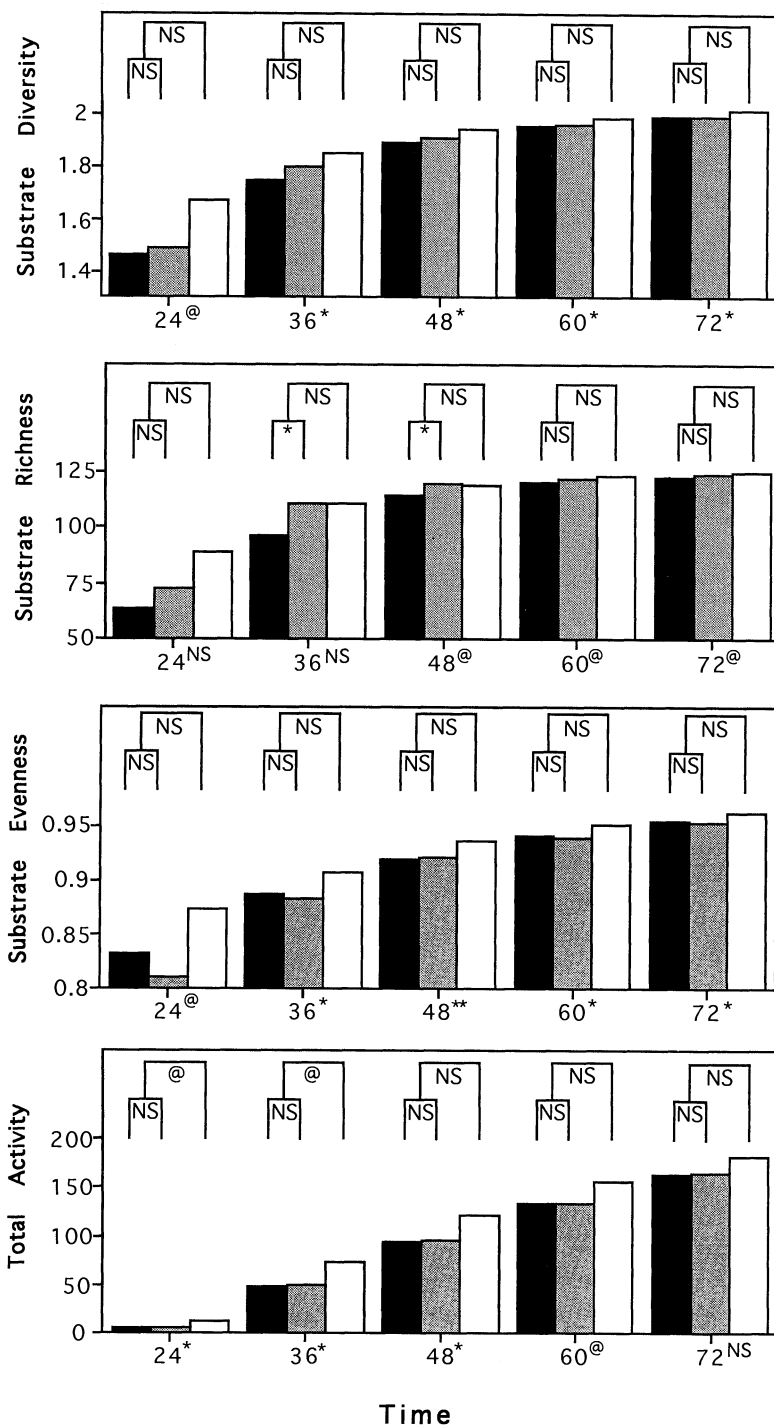 Substrate Diversity
NS NS NS NS NS
NS NS NS NS NS
2
1.8
1.6
1.4
24@ 36* 48* 60* 72*
Substrate Richness
NS NS NS NS NS
NS * * NS NS
125
100
75
50
24NS 36NS 48@ 60@ 72@
Substrate Evenness
NS NS NS NS NS
NS NS NS NS NS
0.95
0.9
0.85
0.8
24@ 36* 48** 60* 72*
Total Activity
@ @ NS NS NS
NS NS NS NS NS
200
150
100
50
0
24* 36* 48* 60@ 72NS
Time